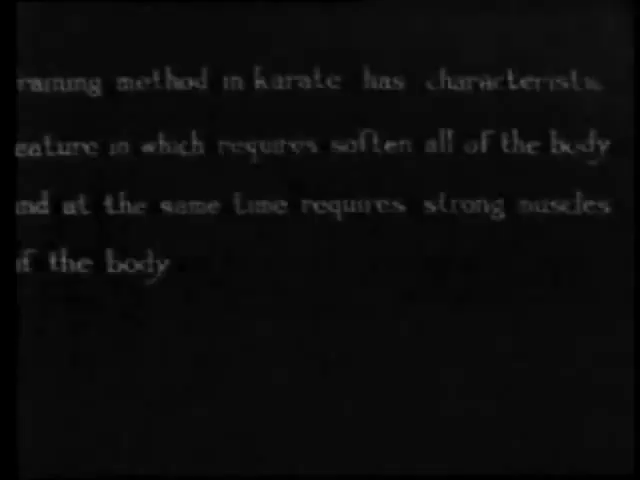 raining method in karate has characteristic
eature in which requires soften all of the body
nd at the same time requires strong muscles
f the body